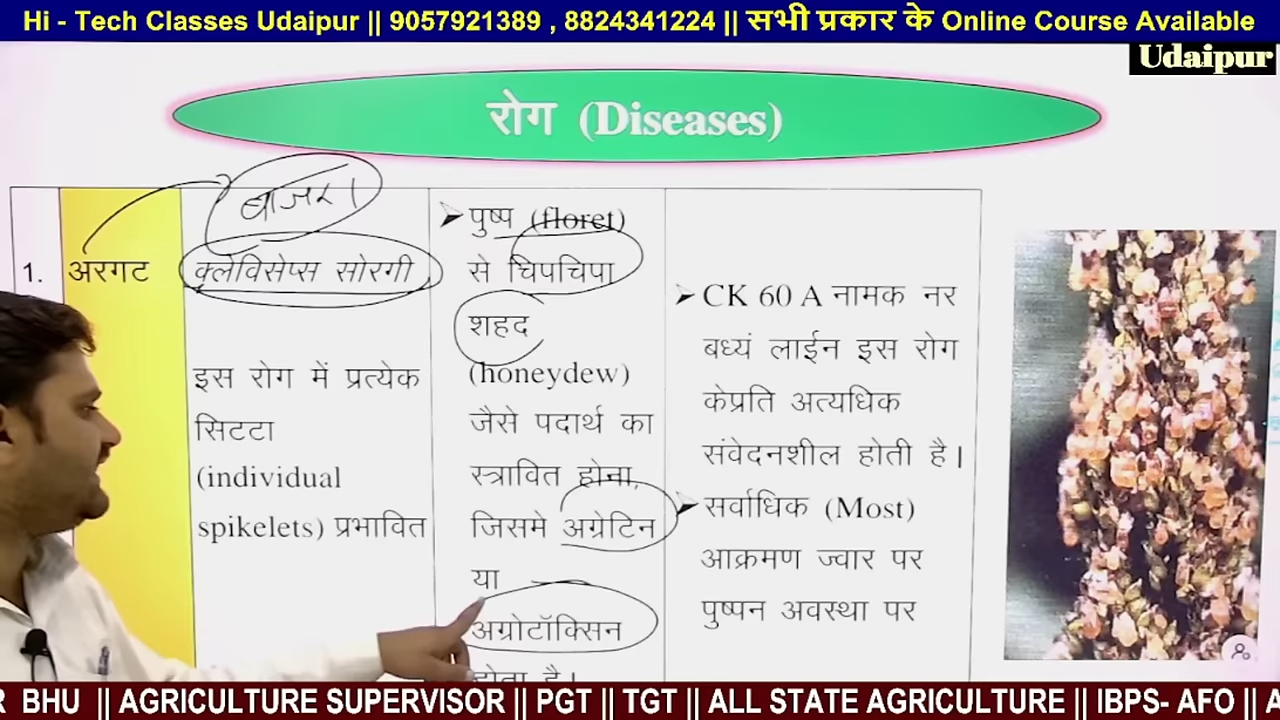 Hi - Tech Classes Udaipur || 9057921389 , 8824341224 || सभी प्रकार के Online Course Available
Udaipur
रोग (Diseases)
1.
अरगट
बाजरा
क्लेविसेप्स सोरगी
इस रोग में प्रत्येक
सिटटा
(individual
spikelets) प्रभावित
पुष्प (floret)
से चिपचिपा
शहद
(honeydew)
जैसे पदार्थ का
स्त्रावित होना,
जिसमे अग्रेटिन
या
अग्रोटॉक्सिन
होता है।
CK 60 A नामक नर
बध्यं लाईन इस रोग
केप्रति अत्यधिक
संवेदनशील होती है।
सर्वाधिक (Most)
आक्रमण ज्वार पर
पुष्पन अवस्था पर
R BHU || AGRICULTURE SUPERVISOR || PGT || TGT || ALL STATE AGRICULTURE || IBPS- AFO || A